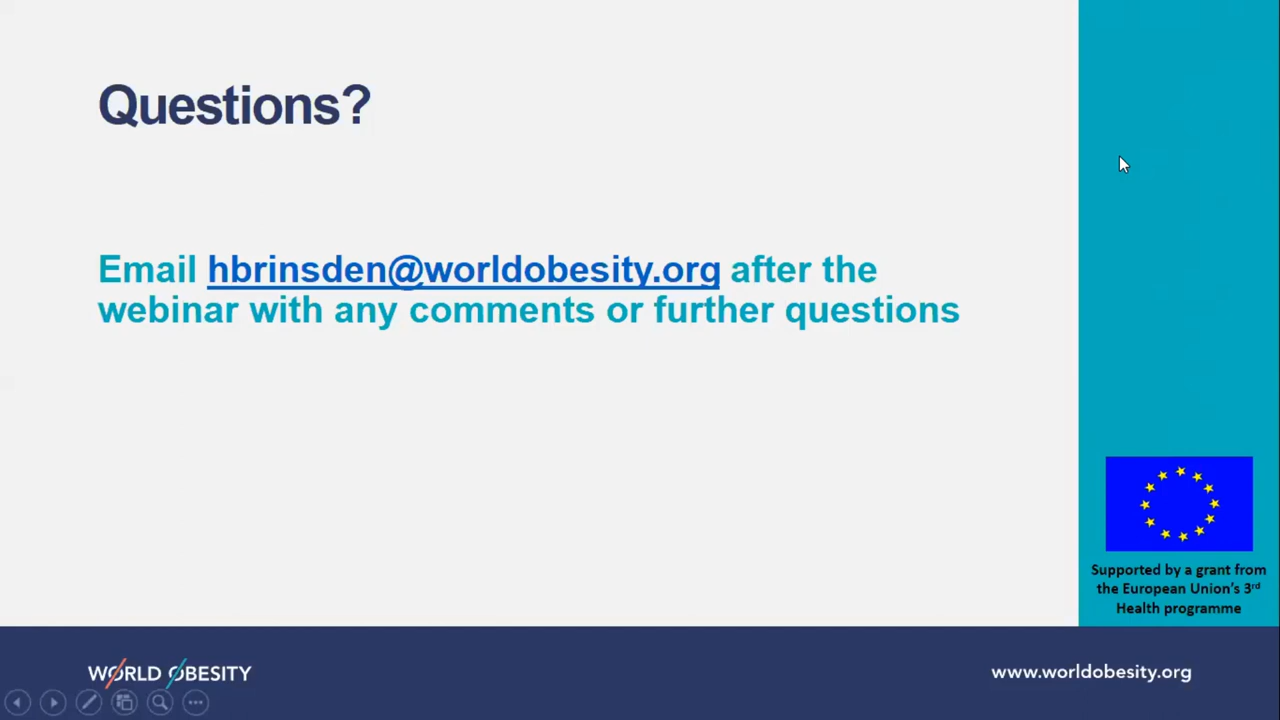 Questions?
Email hbrinsden@worldobesity.org after the
webinar with any comments or further questions
Supported by a grant from
the European Union's 3rd
Health programme
WORLD OBESITY
www.worldobesity.org